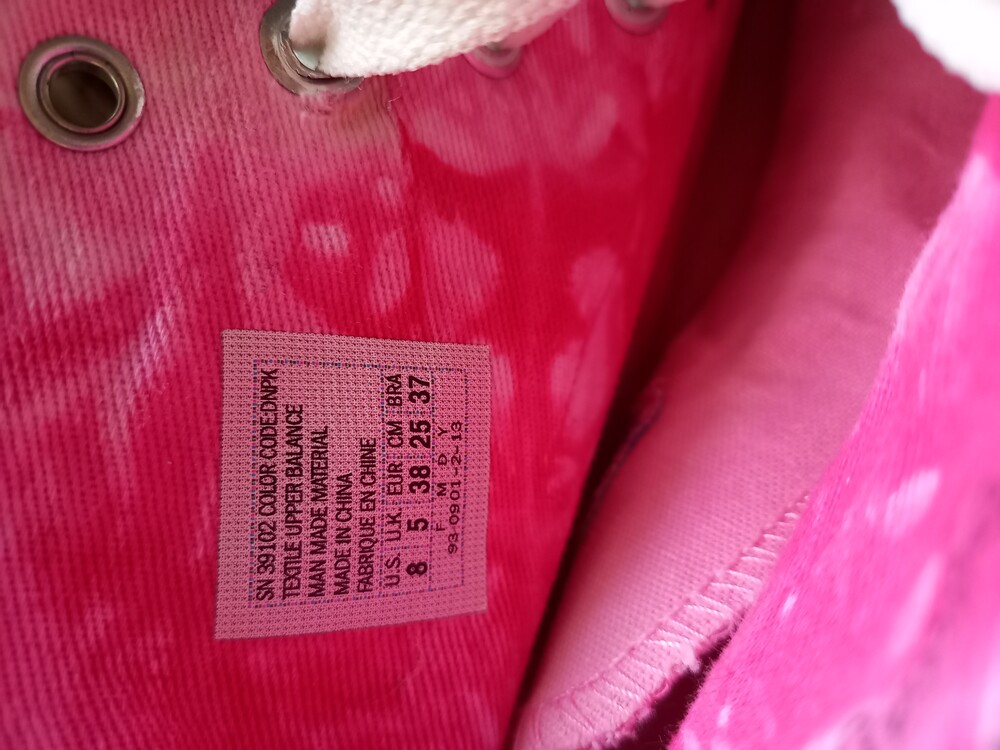 SN 39102 COLOR CODE:DNPK
TEXTILE UPPER BALANCE
MAN MADE MATERIAL
MADE IN CHINA
FABRIQUE EN CHINE
U.S. U.K EUR CM BRA
8 5 38 25 37
F M D Y
93-0901-2-13